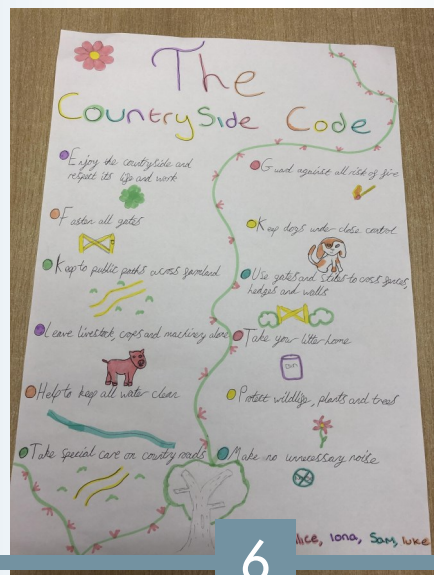 The
Countryside Code
Enjoy the countryside and
respect its life and work
Fasten all gates
Keep to public paths across farmland
Leave livestock, crops and machinery alone
Help to keep all water clean
Take special care on country roads
Guard against all risk of fire
Keep dogs under close control
Use gates and stiles to cross fences,
hedges and walls
Take your litter home
Protect wildlife, plants and trees
Make no unnecessary noise
lice, Iona, Sam, luke
6